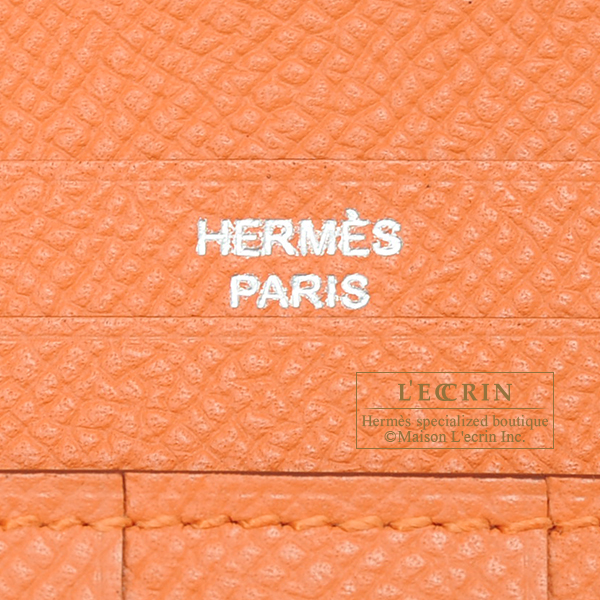 HERMÈS
PARIS
L'ECRIN
Hermès specialized boutique
©Maison L'ecrin Inc.